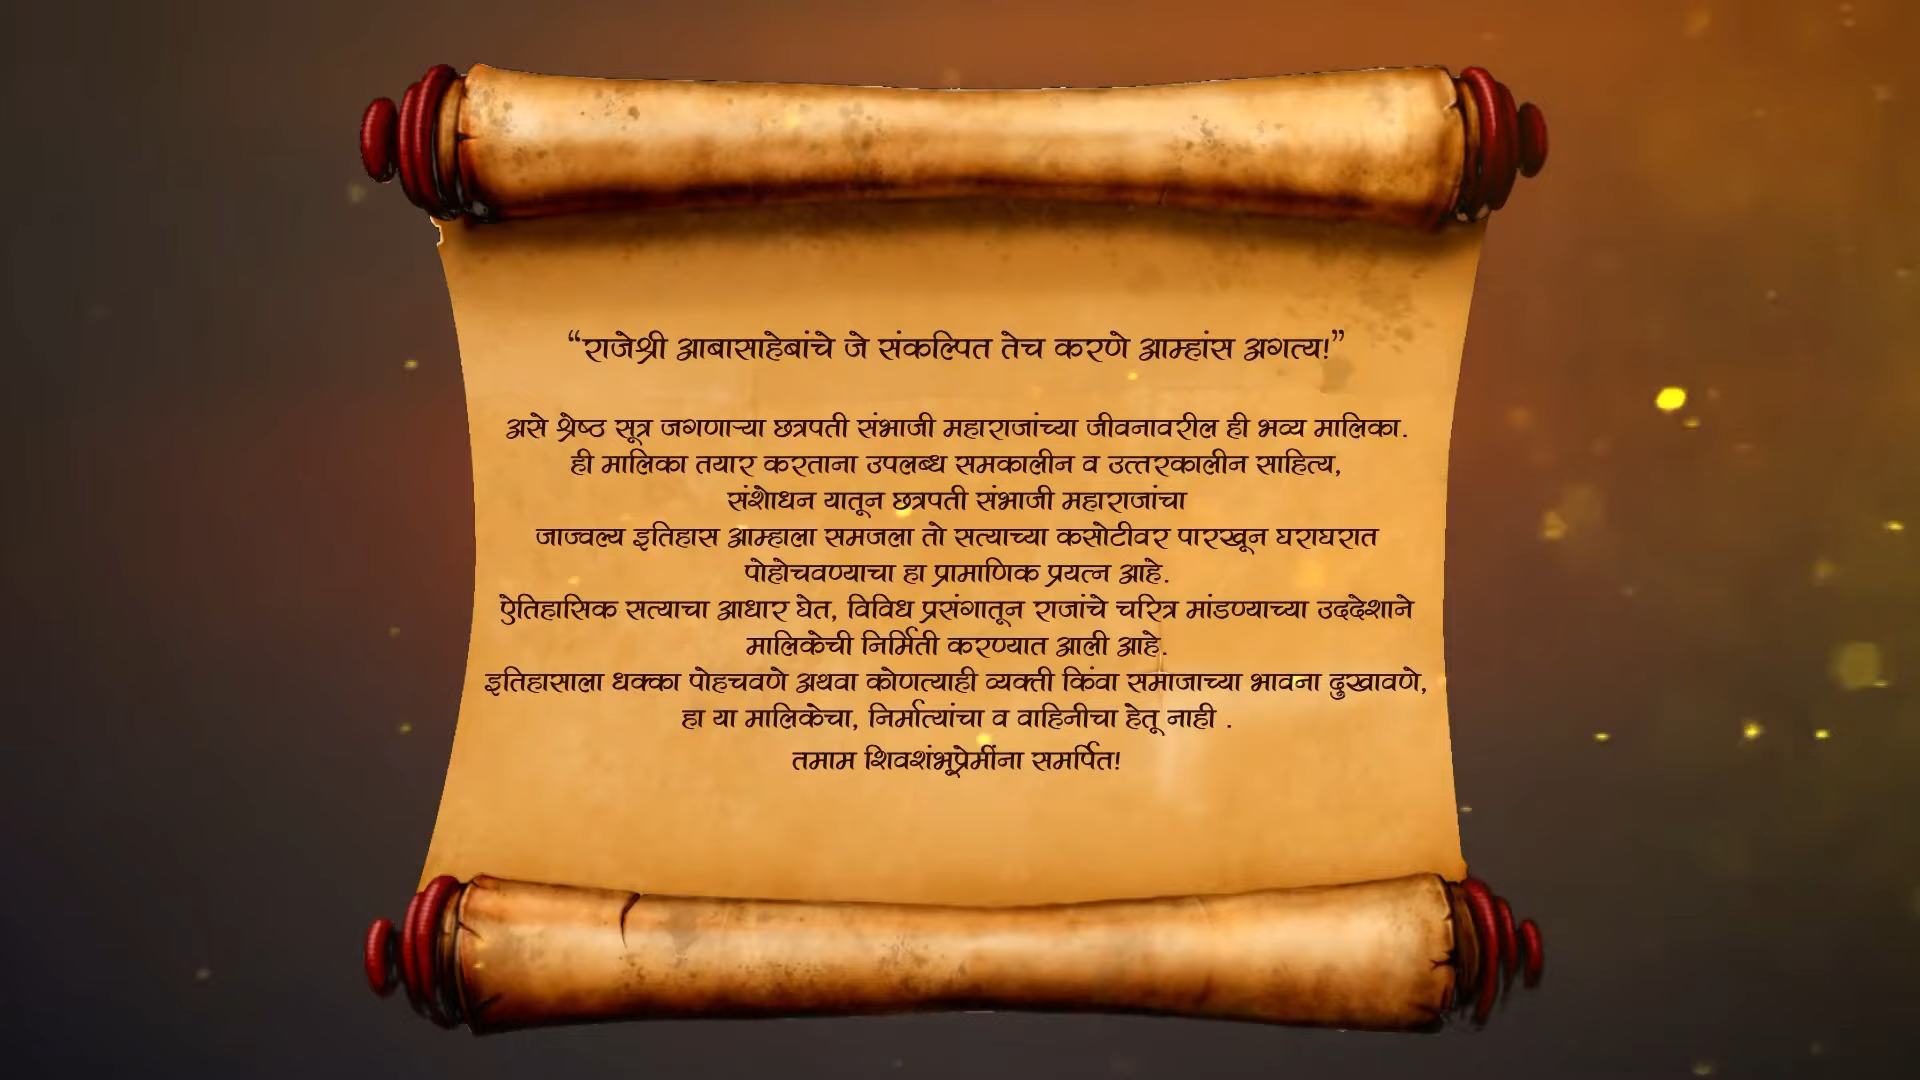 “राजेश्री आबासाहेबांचे जे संकल्पित तेच करणे आम्हांस अगत्य!”
असे श्रेष्ठ सूत्र जगणाऱ्या छत्रपती संभाजी महाराजांच्या जीवनावरील ही भव्य मालिका.
ही मालिका तयार करताना उपलब्ध समकालीन व उत्तरकालीन साहित्य,
संशोधन यातून छत्रपती संभाजी महाराजांचा
जाज्वल्य इतिहास आम्हाला समजला तो सत्याच्या कसोटीवर पारखून घराघरात
पोहोचवण्याचा हा प्रामाणिक प्रयत्न आहे.
ऐतिहासिक सत्याचा आधार घेत, विविध प्रसंगातून राजांचे चरित्र मांडण्याच्या उददेशाने
मालिकेची निर्मिती करण्यात आली आहे.
इतिहासाला धक्का पोहचवणे अथवा कोणत्याही व्यक्ती किंवा समाजाच्या भावना दुखावणे,
हा या मालिकेचा, निर्मात्यांचा व वाहिनीचा हेतू नाही .
तमाम शिवशंभूप्रेमींना समर्पित!